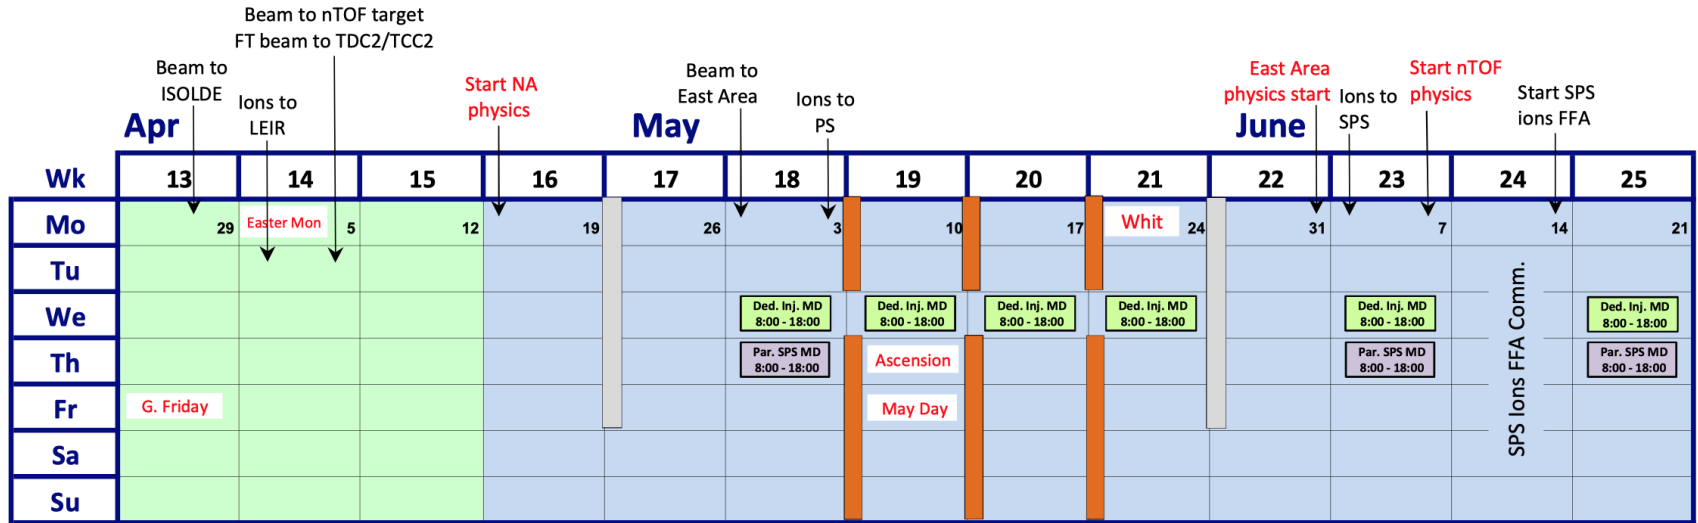 Beam to nTOF target
FT beam to TDC2/TCC2
Beam to
ISOLDE
Ions to
LEIR
Start NA
physics
Beam to
East Area
Ions to
PS
East Area
physics start
Ions to
SPS
Start nTOF
physics
Start SPS
ions FFA
Apr
May
June
Wk 13 14 15 16 17 18 19 20 21 22 23 24 25
Mo 29 Easter Mon 5 12 19 26 3 10 17 Whit 24 31 7 14 21
Tu
We
Ded. Inj. MD
8:00 - 18:00
Ded. Inj. MD
8:00 - 18:00
Ded. Inj. MD
8:00 - 18:00
Ded. Inj. MD
8:00 - 18:00
Ded. Inj. MD
8:00 - 18:00
Ded. Inj. MD
8:00 - 18:00
Th
Par. SPS MD
8:00 - 18:00
Ascension
Par. SPS MD
8:00 - 18:00
Par. SPS MD
8:00 - 18:00
Fr G. Friday May Day
Sa
Su
SPS Ions FFA Comm.